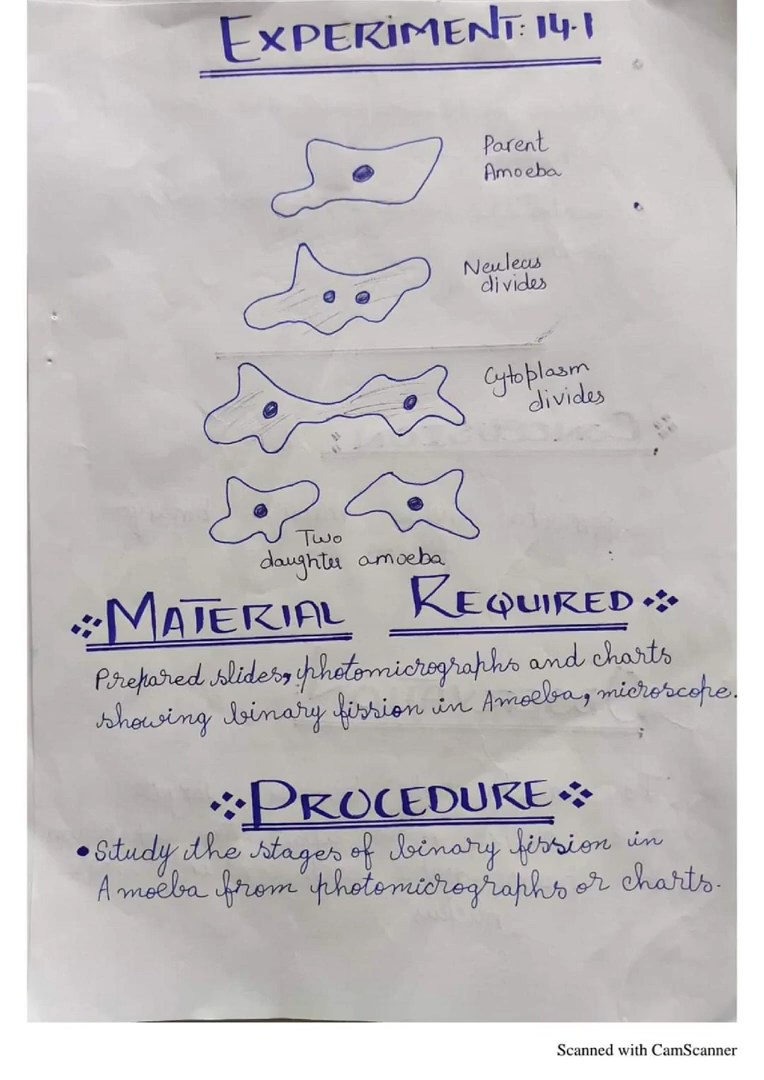 EXPERIMENT: 14.1
Parent
Amoeba
Neuleus
divides
Cytoplasm
divides
Two
daughter amoeba
MATERIAL REQUIRED
Prepared slides, photomicrographs and charts
showing binary fission in Amoeba, microscope.
PROCEDURE
• Study the stages of binary fission in
Amoeba from photomicrographs or charts.
Scanned with CamScanner